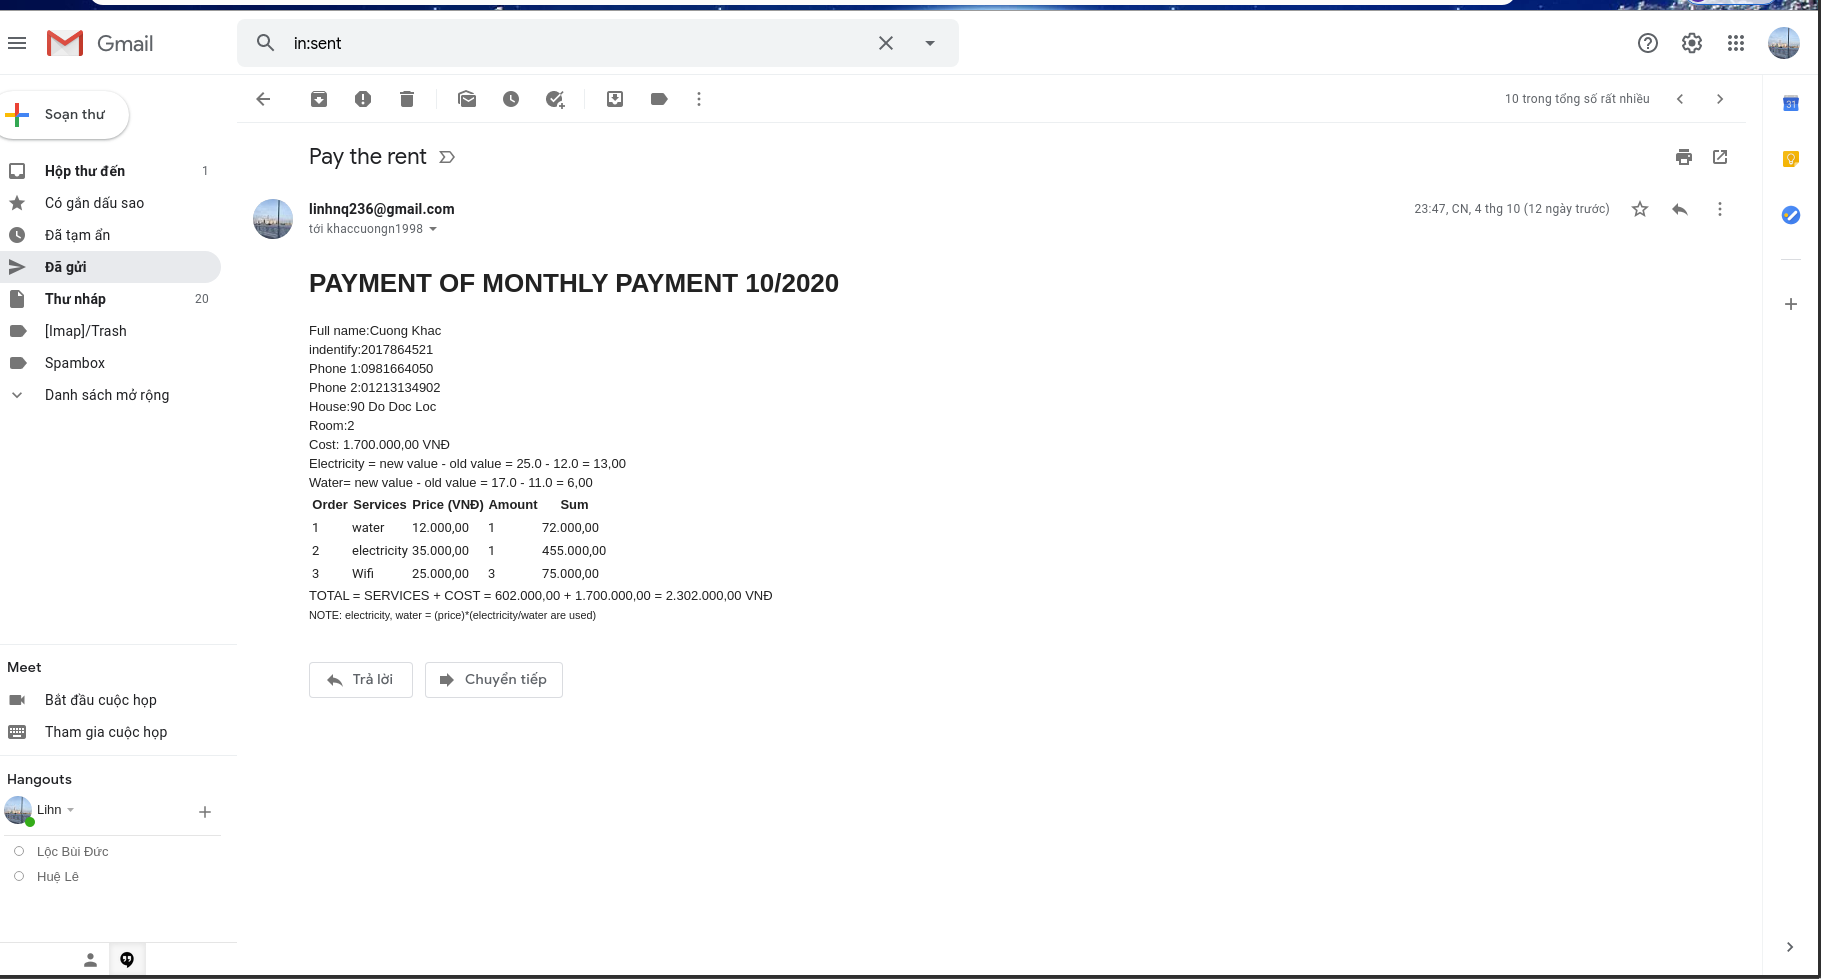 Gmail
in:sent
Soạn thư
10 trong tổng số rất nhiều
31
Hộp thư đến 1
Có gắn dấu sao
Đã tạm ẩn
Đã gửi
Thư nháp 20
[Imap]/Trash
Spambox
Danh sách mở rộng
Pay the rent
linhnq236@gmail.com
23:47, CN, 4 thg 10 (12 ngày trước)
tới khaccuongn1998
PAYMENT OF MONTHLY PAYMENT 10/2020
Full name:Cuong Khac
indentify:2017864521
Phone 1:0981664050
Phone 2:01213134902
House:90 Do Doc Loc
Room:2
Cost: 1.700.000,00 VNĐ
Electricity = new value - old value = 25.0 - 12.0 = 13,00
Water= new value - old value = 17.0 - 11.0 = 6,00
Order Services Price (VNĐ) Amount Sum
1 water 12.000,00 1 72.000,00
2 electricity 35.000,00 1 455.000,00
3 Wifi 25.000,00 3 75.000,00
TOTAL = SERVICES + COST = 602.000,00 + 1.700.000,00 = 2.302.000,00 VNĐ
NOTE: electricity, water = (price)*(electricity/water are used)
Trả lời
Chuyển tiếp
Meet
Bắt đầu cuộc họp
Tham gia cuộc họp
Hangouts
Lihn
Lộc Bùi Đức
Huệ Lê